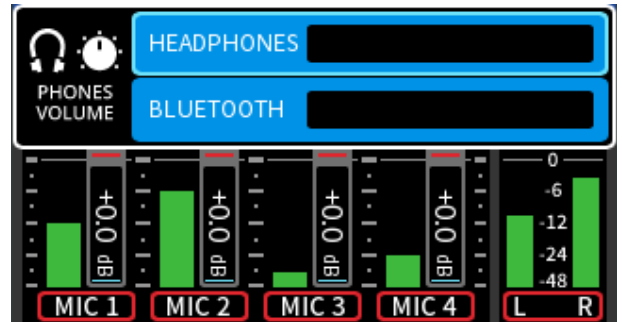 HEADPHONES
PHONES
VOLUME
BLUETOOTH
+0.0 dB
+0.0 dB
+0.0 dB
+0.0 dB
0
-6
-12
-24
-48
MIC 1
MIC 2
MIC 3
MIC 4
L R